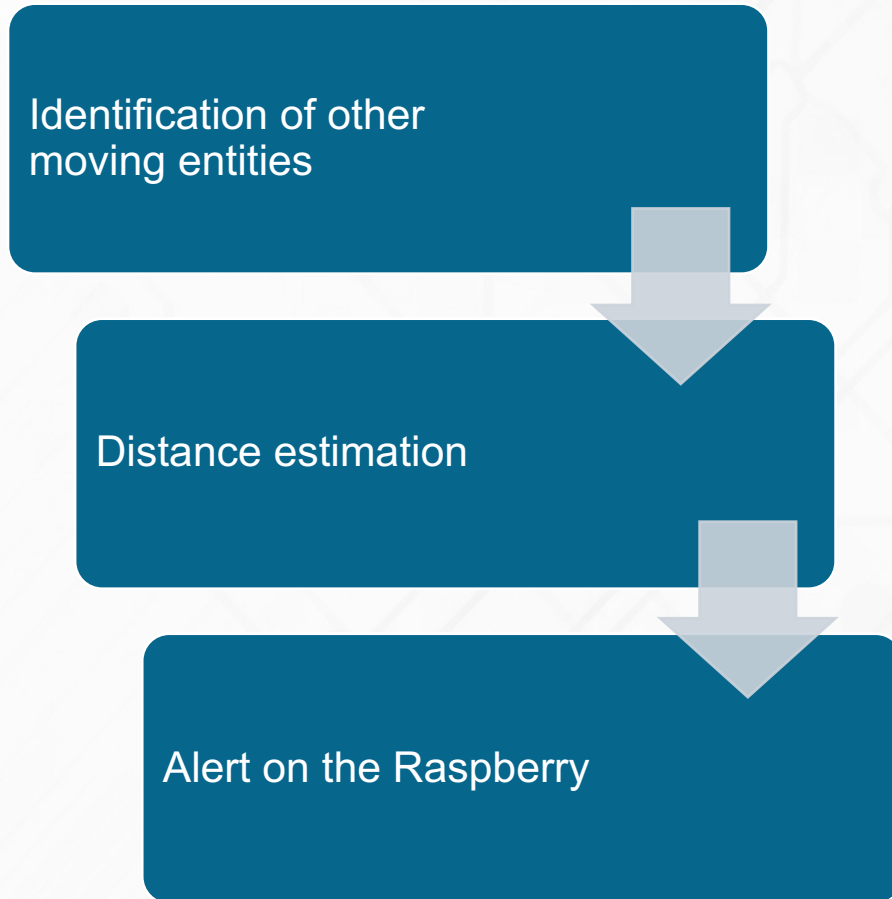 Identification of other
moving entities
Distance estimation
Alert on the Raspberry